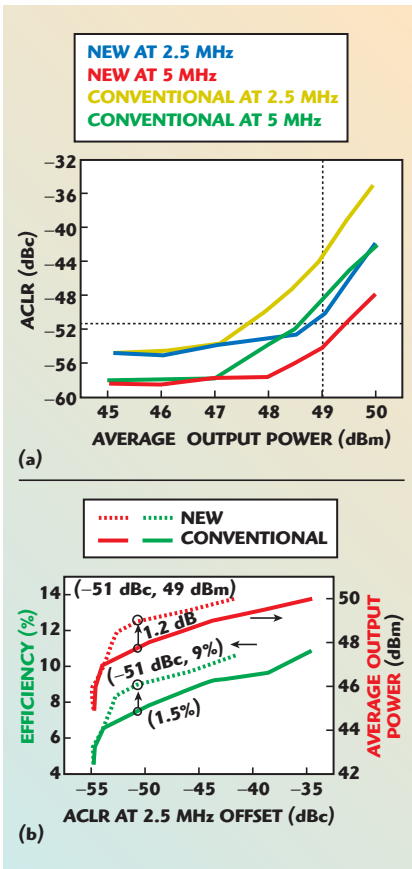 NEW AT 2.5 MHz
NEW AT 5 MHz
CONVENTIONAL AT 2.5 MHz
CONVENTIONAL AT 5 MHz
ACLR (dBc)
−32
−36
−40
−44
−48
−52
−56
−60
45 46 47 48 49 50
AVERAGE OUTPUT POWER (dBm)
(a)
NEW
CONVENTIONAL
EFFICIENCY (%)
14
12
10
8
6
4
(−51 dBc, 49 dBm)
1.2 dB
(−51 dBc, 9%)
(1.5%)
50
48
46
44
42
AVERAGE OUTPUT
POWER (dBm)
−55 −50 −45 −40 −38 −35
ACLR AT 2.5 MHz OFFSET (dBc)
(b)